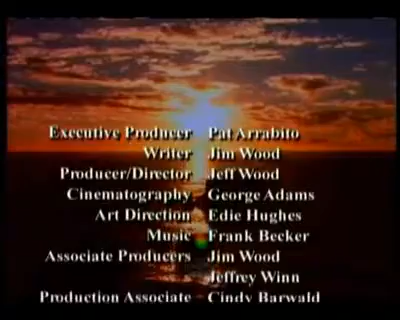 Executive Producer Pat Arrabito
Writer Jim Wood
Producer/Director Jeff Wood
Cinematography George Adams
Art Direction Edie Hughes
Music Frank Becker
Associate Producers Jim Wood
Jeffrey Winn
Production Associate Cindy Barwald